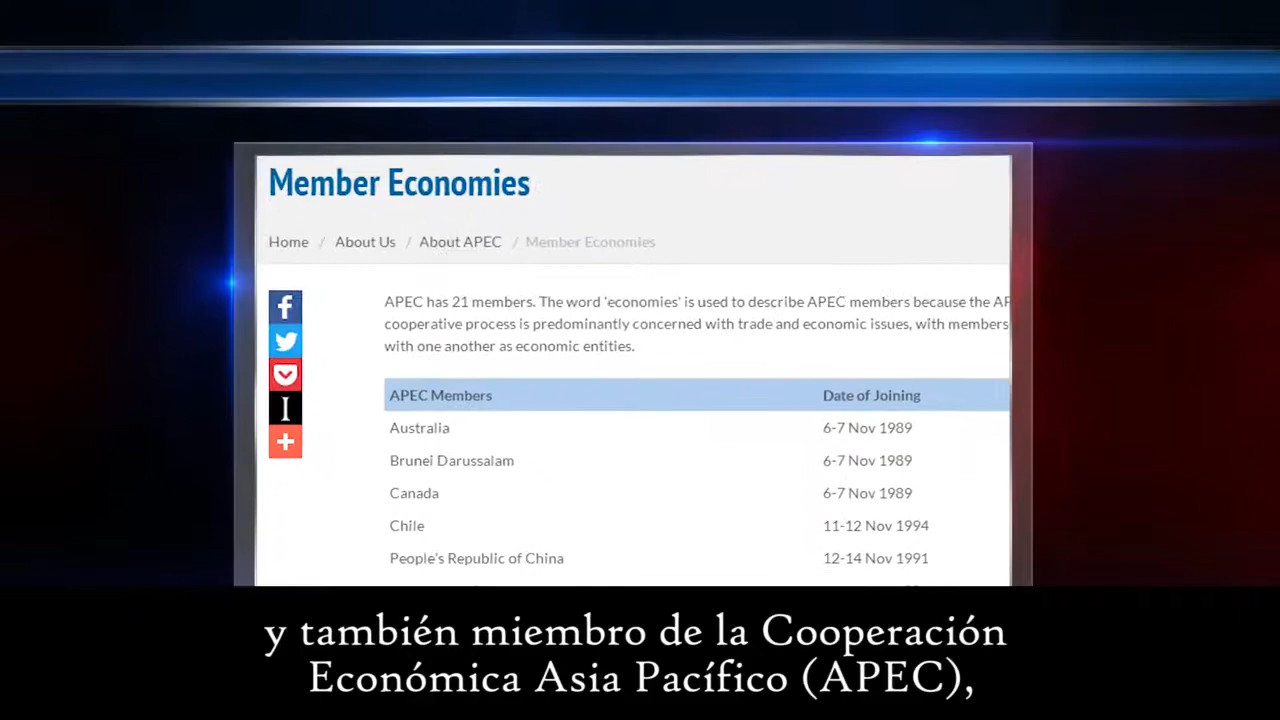 Member Economies
Home / About Us / About APEC / Member Economies
APEC has 21 members. The word 'economies' is used to describe APEC members because the
cooperative process is predominantly concerned with trade and economic issues, with members
with one another as economic entities.
APEC Members Date of Joining
Australia 6-7 Nov 1989
Brunei Darussalam 6-7 Nov 1989
Canada 6-7 Nov 1989
Chile 11-12 Nov 1994
People's Republic of China 12-14 Nov 1991
y también miembro de la Cooperación
Económica Asia Pacífico (APEC),